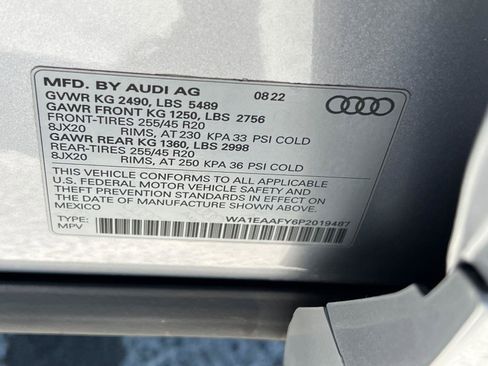 MFD. BY AUDI AG 08 22
GVWR KG 2490, LBS 5489
GAWR FRONT KG 1250, LBS 2756
FRONT-TIRES 255/45 R20
8JX20 RIMS, AT 230 KPA 33 PSI COLD
GAWR REAR KG 1360, LBS 2998
REAR-TIRES 255/45 R20
8JX20 RIMS, AT 250 KPA 36 PSI COLD
THIS VEHICLE CONFORMS TO ALL APPLICABLE
U.S. FEDERAL MOTOR VEHICLE SAFETY AND
THEFT PREVENTION STANDARDS IN EFFECT ON
THE DATE OF MANUFACTURE SHOWN ABOVE.
MEXICO
TYPE: WA1EAAFY6P2019487
MPV